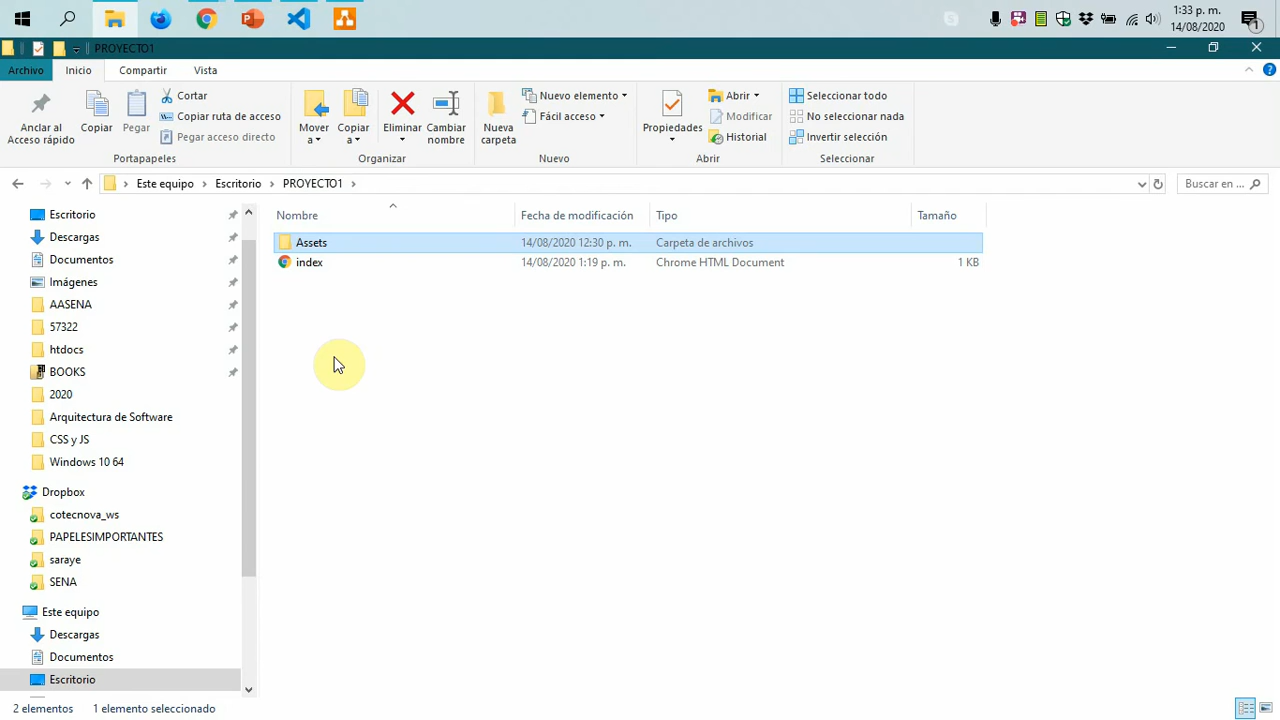 1:33 p. m.
14/08/2020
1
PROYECTO1
Archivo Inicio Compartir Vista
Anclar al Acceso rápido
Copiar
Pegar
Cortar
Copiar ruta de acceso
Pegar acceso directo
Portapapeles
Mover a
Copiar a
Eliminar
Cambiar nombre
Organizar
Nueva carpeta
Nuevo elemento
Fácil acceso
Nuevo
Propiedades
Abrir
Modificar
Historial
Abrir
Seleccionar todo
No seleccionar nada
Invertir selección
Seleccionar
Este equipo Escritorio PROYECTO1
Buscar en ...
Nombre Fecha de modificación Tipo Tamaño
Assets 14/08/2020 12:30 p. m. Carpeta de archivos
index 14/08/2020 1:19 p. m. Chrome HTML Document 1 KB
Escritorio
Descargas
Documentos
Imágenes
AASENA
57322
htdocs
BOOKS
2020
Arquitectura de Software
CSS y JS
Windows 10 64
Dropbox
cotecnova_ws
PAPELESIMPORTANTES
saraye
SENA
Este equipo
Descargas
Documentos
Escritorio
2 elementos 1 elemento seleccionado